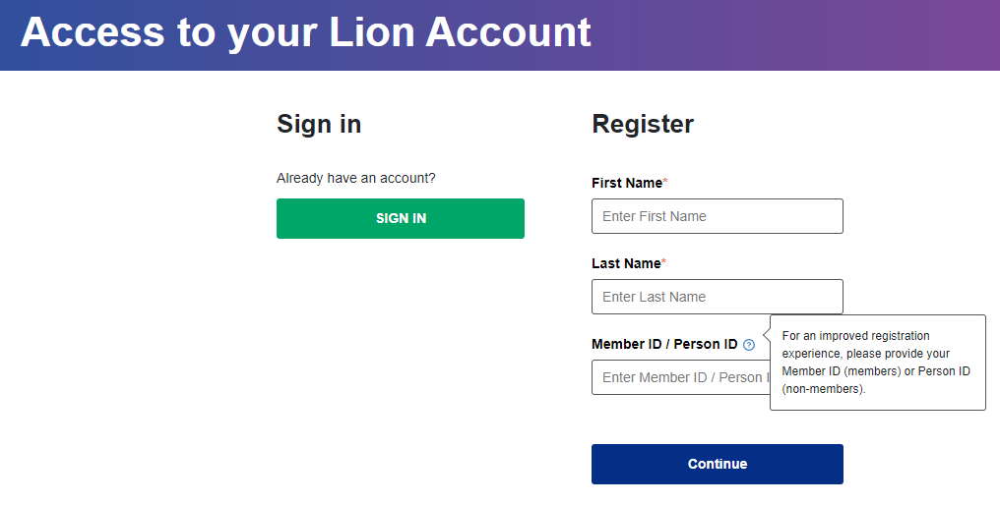 Access to your Lion Account
Sign in
Already have an account?
SIGN IN
Register
First Name*
Enter First Name
Last Name*
Enter Last Name
Member ID / Person ID ?
Enter Member ID / Person
For an improved registration
experience, please provide your
Member ID (members) or Person ID
(non-members).
Continue